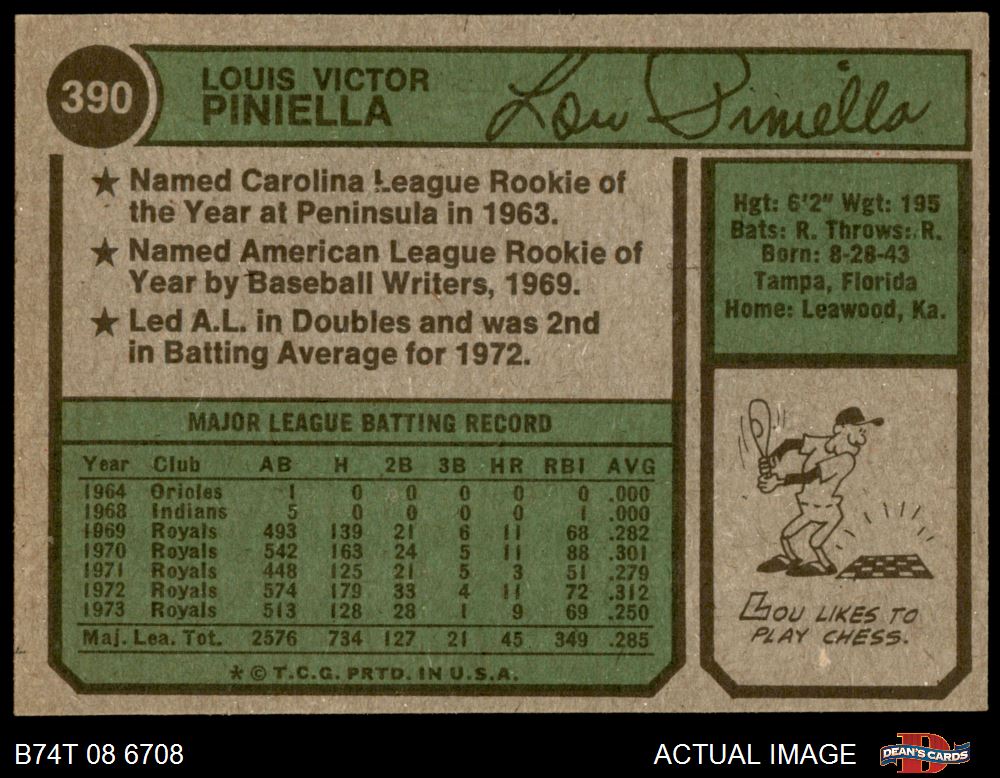 390
LOUIS VICTOR
PINIELLA
Lou Piniella
★ Named Carolina League Rookie of
the Year at Peninsula in 1963.
★ Named American League Rookie of
Year by Baseball Writers, 1969.
★ Led A.L. in Doubles and was 2nd
in Batting Average for 1972.
Hgt: 6'2" Wgt: 195
Bats: R. Throws: R.
Born: 8-28-43
Tampa, Florida
Home: Leawood, Ka.
MAJOR LEAGUE BATTING RECORD
Year Club AB H 2B 3B HR RBI AVG
1964 Orioles 1 0 0 0 0 0 .000
1968 Indians 5 0 0 0 0 1 .000
1969 Royals 493 139 21 6 11 68 .282
1970 Royals 542 163 24 5 11 88 .301
1971 Royals 448 125 21 5 3 51 .279
1972 Royals 574 179 33 4 11 72 .312
1973 Royals 513 128 28 1 9 69 .250
Maj. Lea. Tot. 2576 734 127 21 45 349 .285
* © T.C.G. PRTD. IN U.S.A.
LOU LIKES TO
PLAY CHESS.
B74T 08 6708
ACTUAL IMAGE
D
DEAN'S CARDS